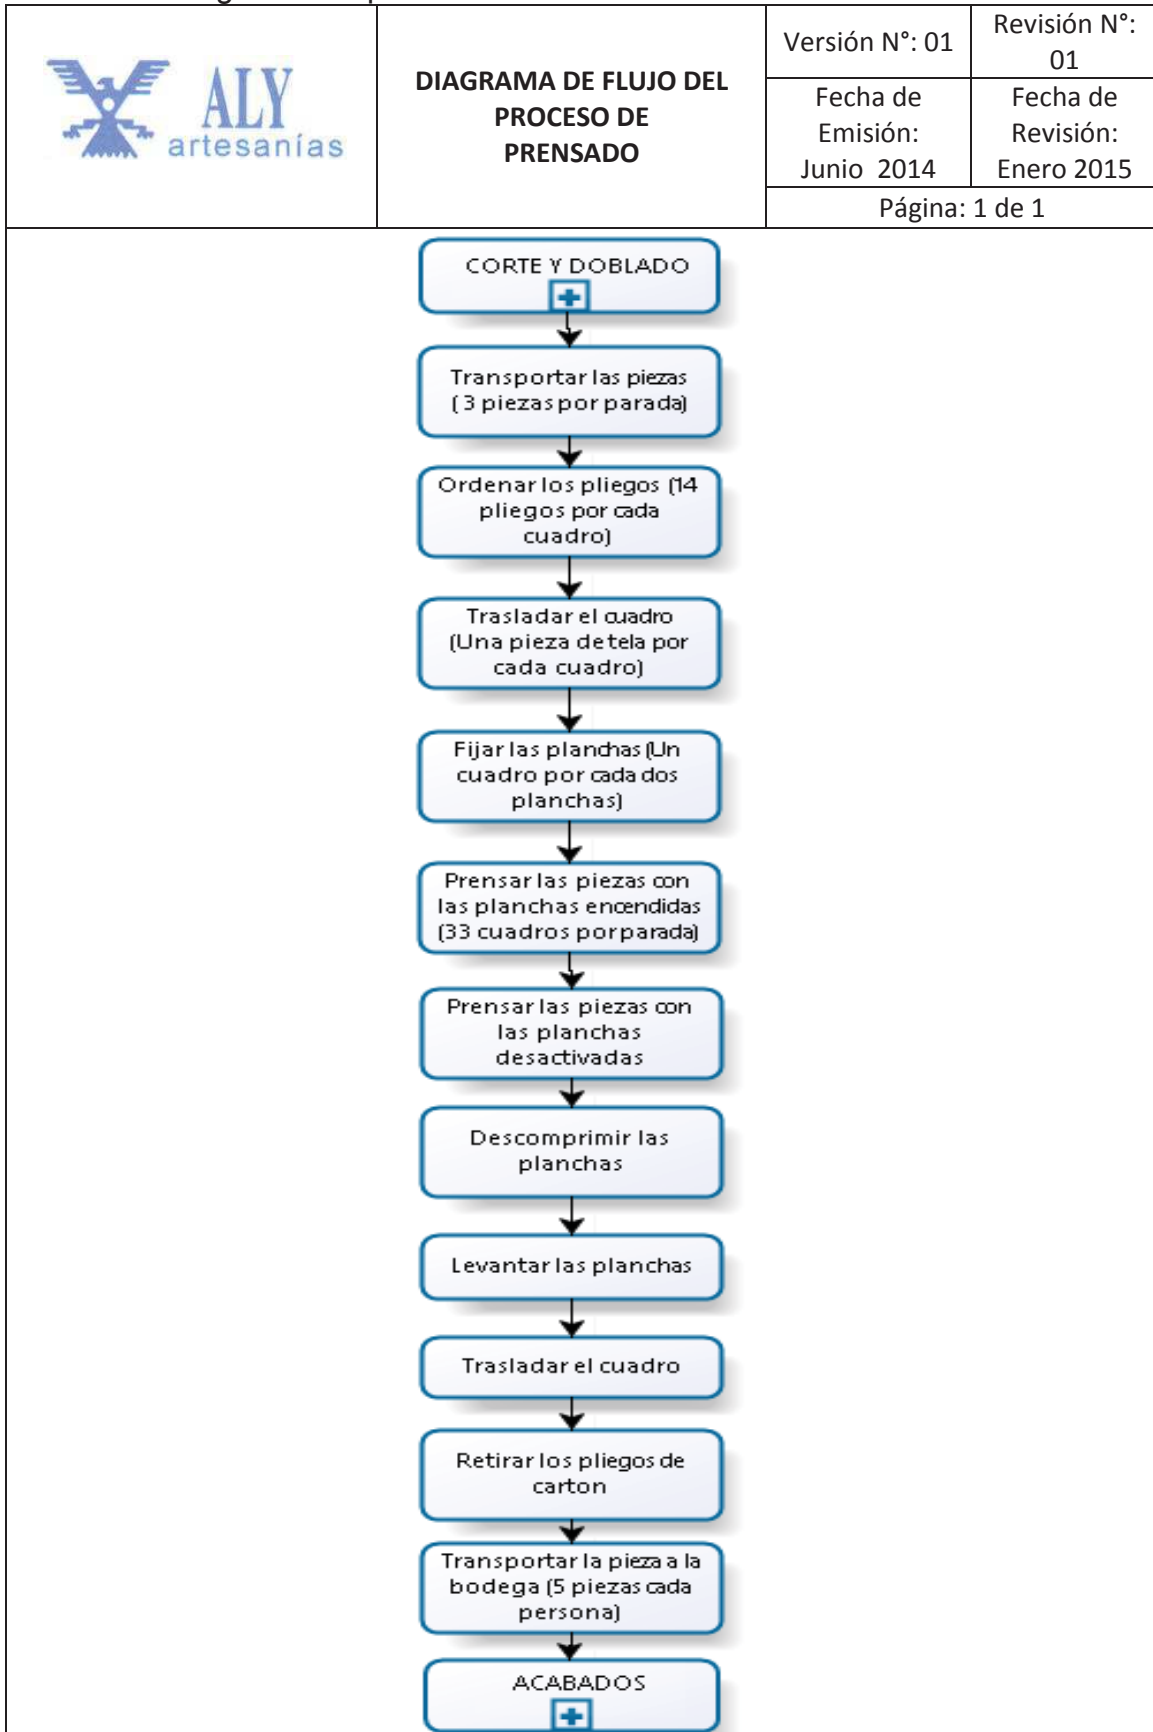 ALY
artesanías
DIAGRAMA DE FLUJO DEL
PROCESO DE
PRENSADO
Versión N°: 01
Revisión N°:
01
Fecha de
Emisión:
Junio 2014
Fecha de
Revisión:
Enero 2015
Página: 1 de 1
CORTE Y DOBLADO
Transportar las piezas
( 3 piezas por parada)
Ordenar los pliegos (14
pliegos por cada
cuadro)
Trasladar el cuadro
(Una pieza de tela por
cada cuadro)
Fijar las planchas (Un
cuadro por cada dos
planchas)
Prensar las piezas con
las planchas encendidas
(33 cuadros por parada)
Prensar las piezas con
las planchas
desactivadas
Descomprimir las
planchas
Levantar las planchas
Trasladar el cuadro
Retirar los pliegos de
carton
Transportar la pieza a la
bodega (5 piezas cada
persona)
ACABADOS